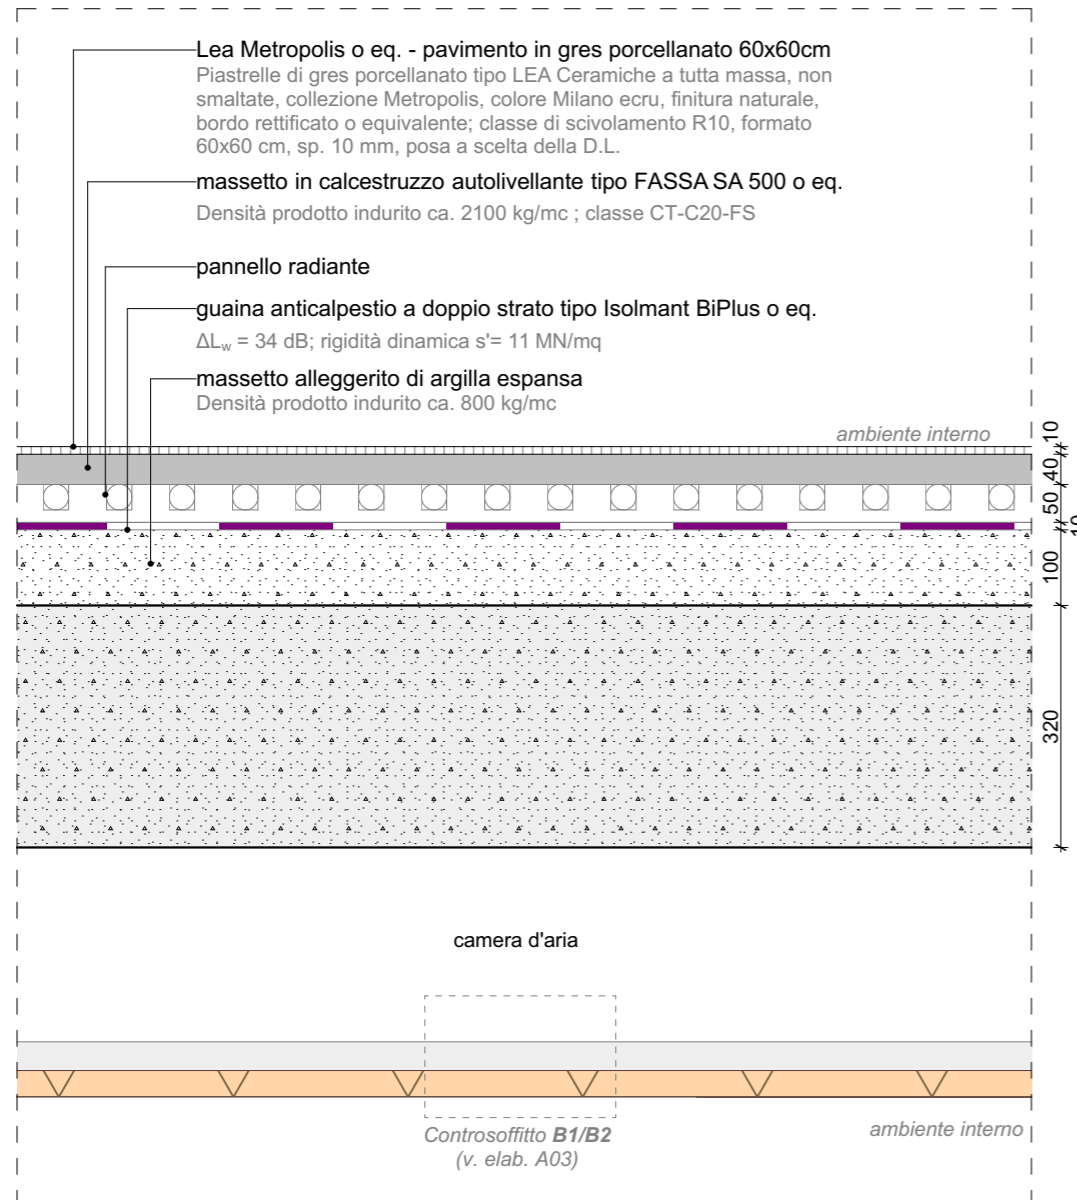 Lea Metropolis o eq. - pavimento in gres porcellanato 60x60cm
Piastrelle di gres porcellanato tipo LEA Ceramiche a tutta massa, non
smaltate, collezione Metropolis, colore Milano ecru, finitura naturale,
bordo rettificato o equivalente; classe di scivolamento R10, formato
60x60 cm, sp. 10 mm, posa a scelta della D.L.
massetto in calcestruzzo autolivellante tipo FASSA SA 500 o eq.
Densità prodotto indurito ca. 2100 kg/mc ; classe CT-C20-FS
pannello radiante
guaina anticalpestio a doppio strato tipo Isolmant BiPlus o eq.
ΔLw = 34 dB; rigidità dinamica s'= 11 MN/mq
massetto alleggerito di argilla espansa
Densità prodotto indurito ca. 800 kg/mc
ambiente interno
10
40
50
10
100
320
camera d'aria
Controsoffitto B1/B2
(v. elab. A03)
ambiente interno